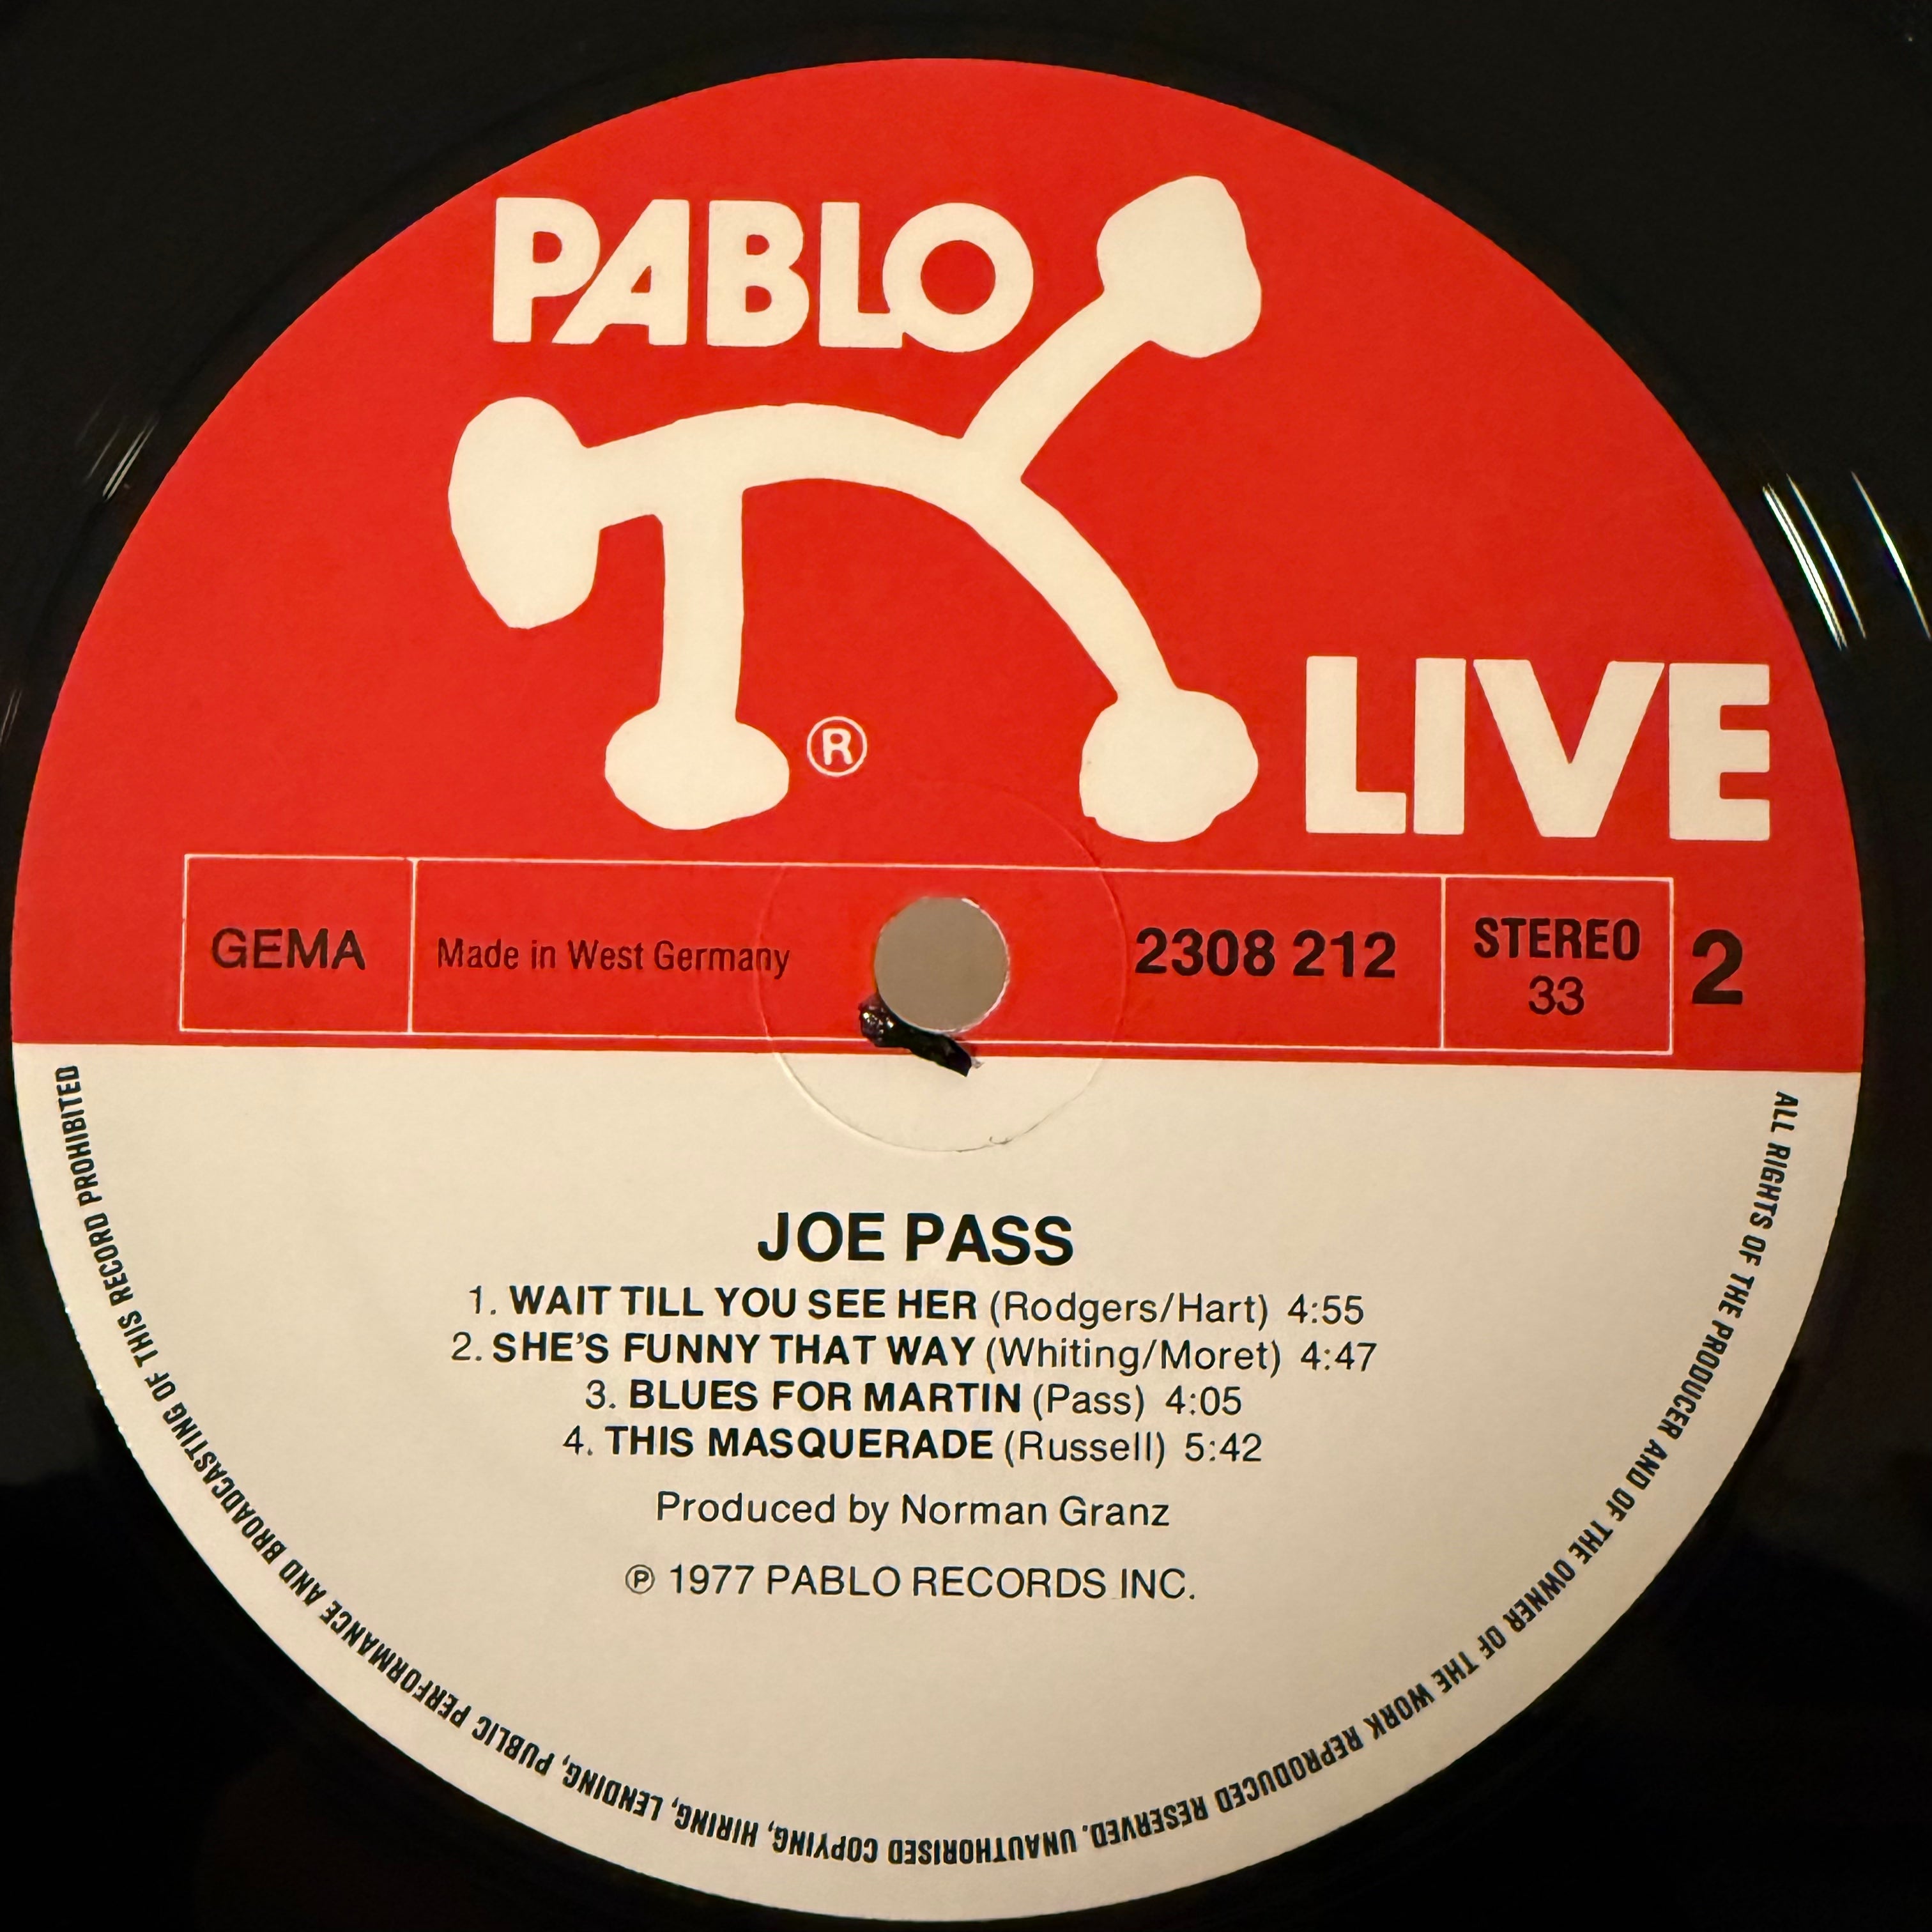 PABLO
®
LIVE
GEMA
Made in West Germany
2308 212
STEREO
33
2
JOE PASS
1. WAIT TILL YOU SEE HER (Rodgers/Hart) 4:55
2. SHE'S FUNNY THAT WAY (Whiting/Moret) 4:47
3. BLUES FOR MARTIN (Pass) 4:05
4. THIS MASQUERADE (Russell) 5:42
Produced by Norman Granz
℗ 1977 PABLO RECORDS INC.
ALL RIGHTS OF THE PRODUCER AND OF THE OWNER OF THE WORK REPRODUCED RESERVED. UNAUTHORISED COPYING, HIRING, LENDING, PUBLIC PERFORMANCE AND BROADCASTING OF THIS RECORD PROHIBITED